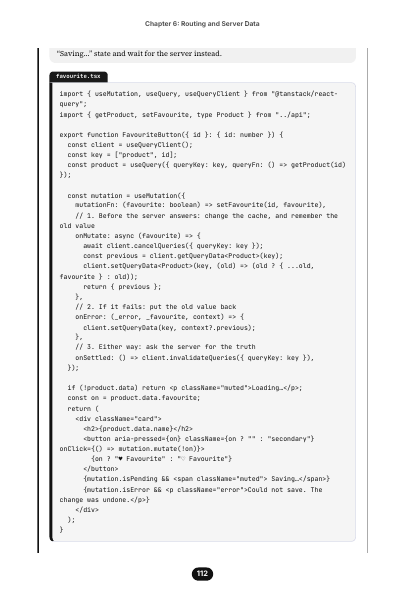 Chapter 6: Routing and Server Data
“Saving…” state and wait for the server instead.
favourite.tsx
import { useMutation, useQuery, useQueryClient } from "@tanstack/react-
query";
import { getProduct, setFavourite, type Product } from "../api";

export function FavouriteButton({ id }: { id: number }) {
  const client = useQueryClient();
  const key = ["product", id];
  const product = useQuery({ queryKey: key, queryFn: () => getProduct(id)
});

  const mutation = useMutation({
    mutationFn: (favourite: boolean) => setFavourite(id, favourite),
    // 1. Before the server answers: change the cache, and remember the
old value
    onMutate: async (favourite) => {
      await client.cancelQueries({ queryKey: key });
      const previous = client.getQueryData<Product>(key);
      client.setQueryData<Product>(key, (old) => (old ? { ...old,
favourite } : old));
      return { previous };
    },
    // 2. If it fails: put the old value back
    onError: (_error, _favourite, context) => {
      client.setQueryData(key, context?.previous);
    },
    // 3. Either way: ask the server for the truth
    onSettled: () => client.invalidateQueries({ queryKey: key }),
  });

  if (!product.data) return <p className="muted">Loading…</p>;
  const on = product.data.favourite;
  return (
    <div className="card">
      <h2>{product.data.name}</h2>
      <button aria-pressed={on} className={on ? "" : "secondary"}
onClick={() => mutation.mutate(!on)}>
        {on ? "♥ Favourite" : "♡ Favourite"}
      </button>
      {mutation.isPending && <span className="muted"> Saving…</span>}
      {mutation.isError && <p className="error">Could not save. The
change was undone.</p>}
    </div>
  );
}
112